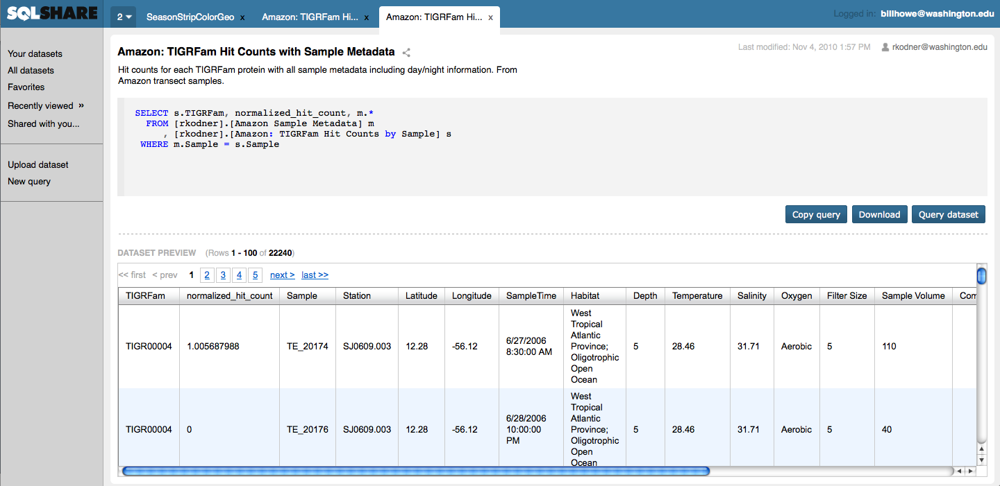 SQLSHARE
2
SeasonStripColorGeo x
Amazon: TIGRFam Hi... x
Amazon: TIGRFam Hi... x
Logged in: billhowe@washington.edu
Your datasets
All datasets
Favorites
Recently viewed »
Shared with you...
Upload dataset
New query
Amazon: TIGRFam Hit Counts with Sample Metadata
Last modified: Nov 4, 2010 1:57 PM rkodner@washington.edu
Hit counts for each TIGRFam protein with all sample metadata including day/night information. From
Amazon transect samples.
SELECT s.TIGRFam, normalized_hit_count, m.*
FROM [rkodner].[Amazon Sample Metadata] m
, [rkodner].[Amazon: TIGRFam Hit Counts by Sample] s
WHERE m.Sample = s.Sample
Copy query Download Query dataset
DATASET PREVIEW (Rows 1 - 100 of 22240)
<< first < prev 1 2 3 4 5 next > last >>
TIGRFam normalized_hit_count Sample Station Latitude Longitude SampleTime Habitat Depth Temperature Salinity Oxygen Filter Size Sample Volume Com
TIGR00004 1.005687988 TE_20174 SJ0609.003 12.28 -56.12
6/27/2006
8:30:00 AM
West
Tropical
Atlantic
Province;
Oligotrophic
Open
Ocean
5 28.46 31.71 Aerobic 5 110
TIGR00004 0 TE_20176 SJ0609.003 12.28 -56.12
6/28/2006
10:00:00
PM
West
Tropical
Atlantic
Province;
Oligotrophic
Open
Ocean
5 28.46 31.71 Aerobic 5 40